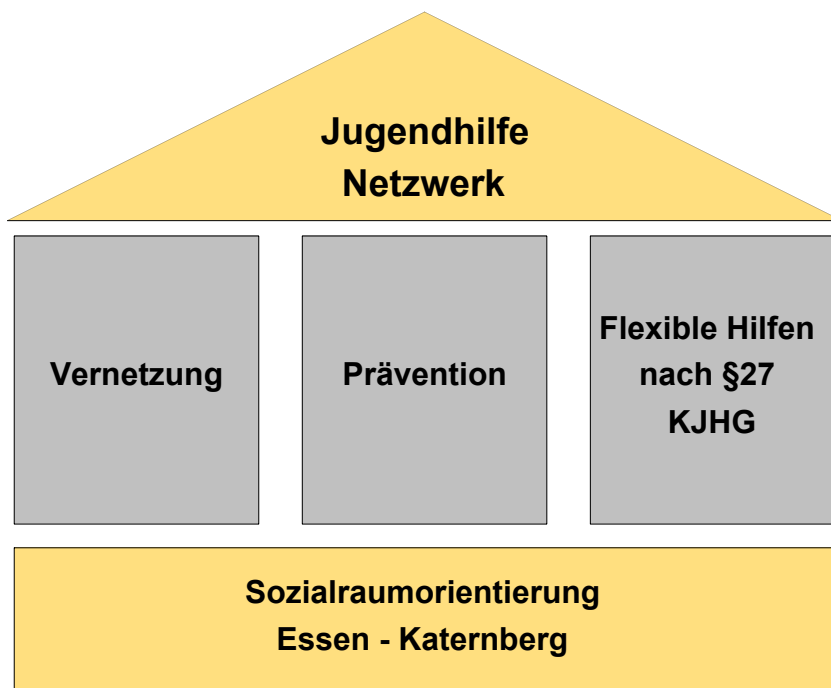 Jugendhilfe
Netzwerk
Vernetzung
Prävention
Flexible Hilfen
nach §27
KJHG
Sozialraumorientierung
Essen - Katernberg